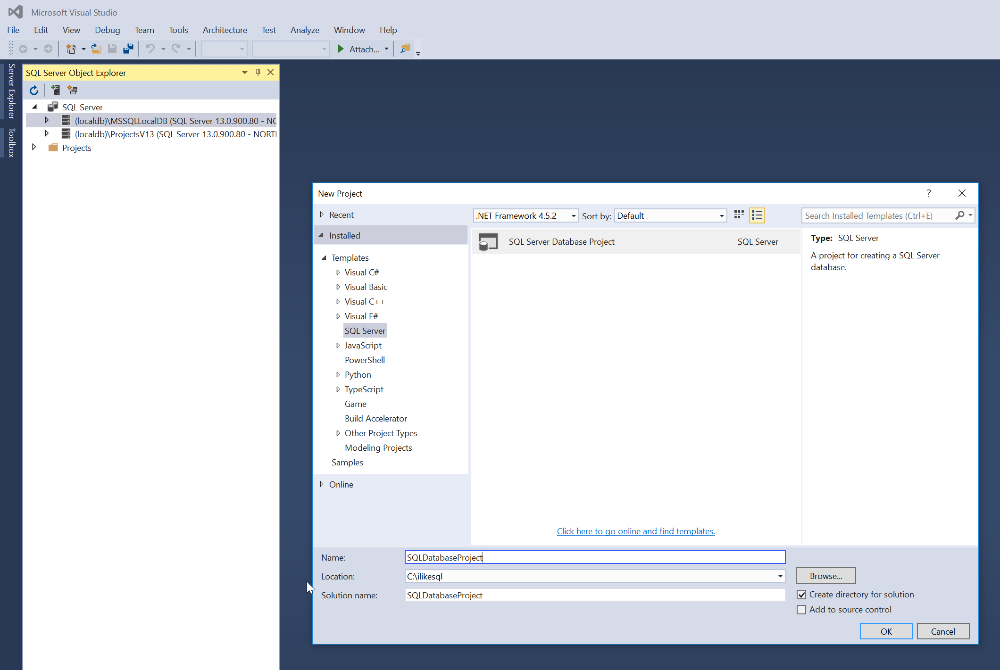 Microsoft Visual Studio
File Edit View Debug Team Tools Architecture Test Analyze Window Help
Attach...
Server Explorer
Toolbox
SQL Server Object Explorer
SQL Server
(localdb)\MSSQLLocalDB (SQL Server 13.0.900.80 - NO
(localdb)\ProjectsV13 (SQL Server 13.0.900.80 - NORT
Projects
New Project
?
Recent
.NET Framework 4.5.2 Sort by: Default
Search Installed Templates (Ctrl+E)
Installed
SQL Server Database Project SQL Server
Type: SQL Server
A project for creating a SQL Server
database.
Templates
Visual C#
Visual Basic
Visual C++
Visual F#
SQL Server
JavaScript
PowerShell
Python
TypeScript
Game
Build Accelerator
Other Project Types
Modeling Projects
Samples
Online
Click here to go online and find templates.
Name: SQLDatabaseProject
Location: C:\ilikesql
Browse...
Solution name: SQLDatabaseProject
Create directory for solution
Add to source control
OK Cancel